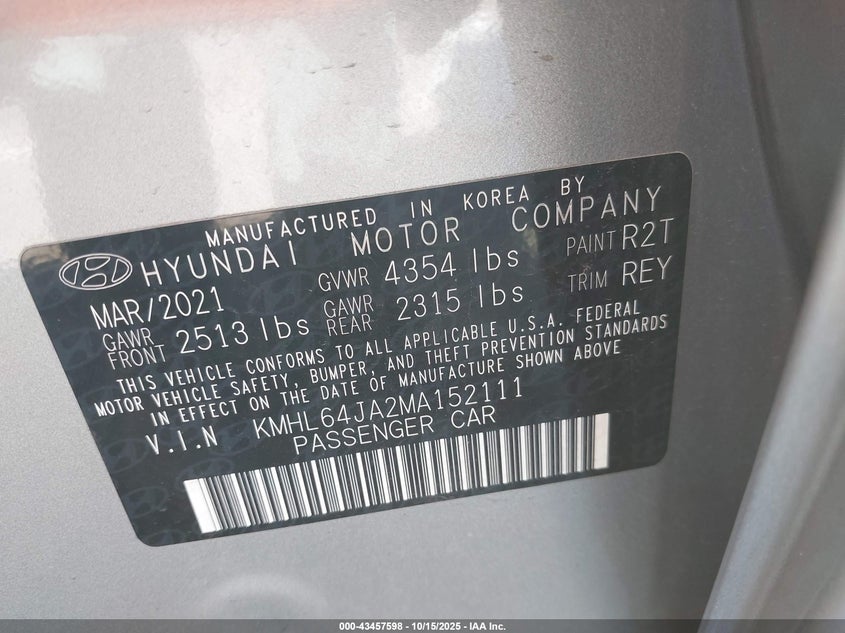 MANUFACTURED IN KOREA BY
HYUNDAI MOTOR COMPANY
MAR/2021 GVWR 4354 lbs PAINT R2T
GAWR FRONT 2513 lbs GAWR REAR 2315 lbs TRIM REY
THIS VEHICLE CONFORMS TO ALL APPLICABLE U.S.A. FEDERAL
MOTOR VEHICLE SAFETY, BUMPER, AND THEFT PREVENTION STANDARDS
IN EFFECT ON THE DATE OF MANUFACTURE SHOWN ABOVE
V.I.N KMHL64JA2MA152111
PASSENGER CAR
000-43457598 - 10/15/2025 - IAA Inc.